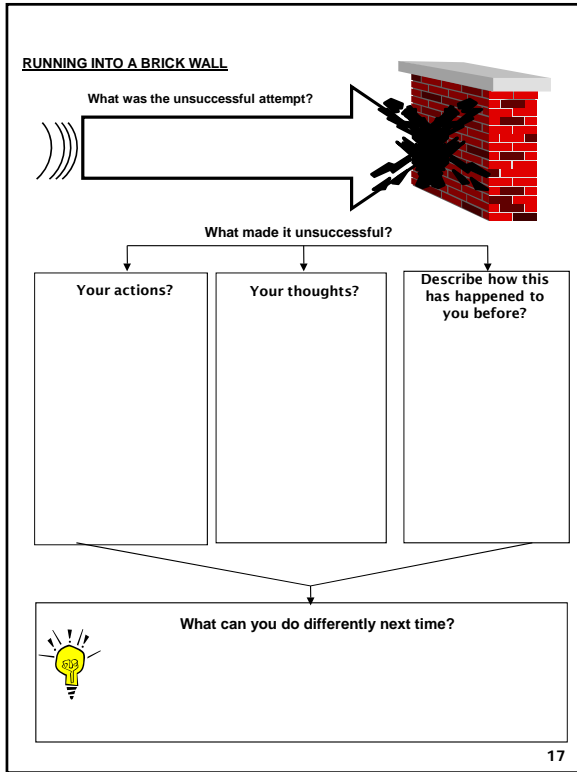 RUNNING INTO A BRICK WALL
What was the unsuccessful attempt?
What made it unsuccessful?
Your actions?
Your thoughts?
Describe how this
has happened to
you before?
What can you do differently next time?
17